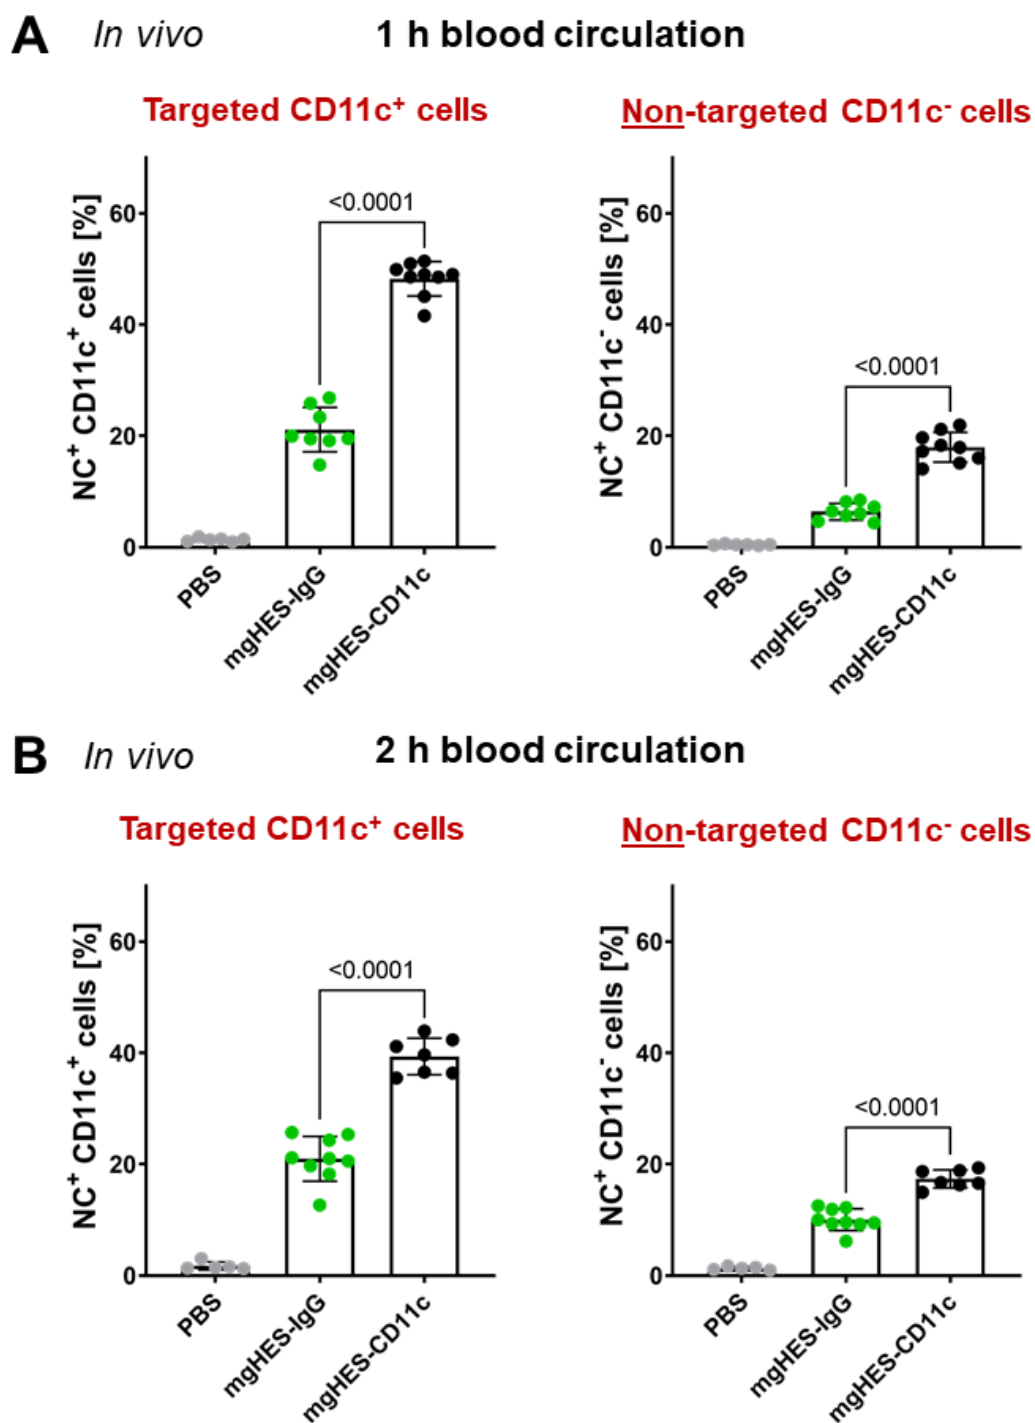 A In vivo 1 h blood circulation
Targeted CD11c⁺ cells
Non-targeted CD11c⁻ cells
NC⁺ CD11c⁺ cells [%]
60
40
20
0
<0.0001
PBS
mgHES-IgG
mgHES-CD11c
NC⁺ CD11c⁻ cells [%]
60
40
20
0
<0.0001
PBS
mgHES-IgG
mgHES-CD11c
B In vivo 2 h blood circulation
Targeted CD11c⁺ cells
Non-targeted CD11c⁻ cells
NC⁺ CD11c⁺ cells [%]
60
40
20
0
<0.0001
PBS
mgHES-IgG
mgHES-CD11c
NC⁺ CD11c⁻ cells [%]
60
40
20
0
<0.0001
PBS
mgHES-IgG
mgHES-CD11c